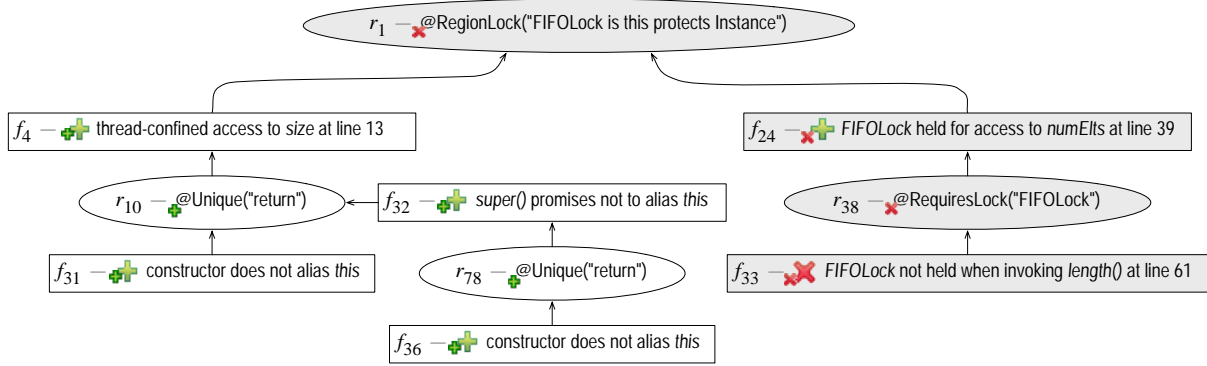 r1 — @RegionLock("FIFOLock is this protects Instance")
f4 — thread-confined access to size at line 13
f24 — FIFOLock held for access to numElts at line 39
r10 — @Unique("return")
f32 — super() promises not to alias this
r38 — @RequiresLock("FIFOLock")
f31 — constructor does not alias this
r78 — @Unique("return")
f33 — FIFOLock not held when invoking length() at line 61
f36 — constructor does not alias this